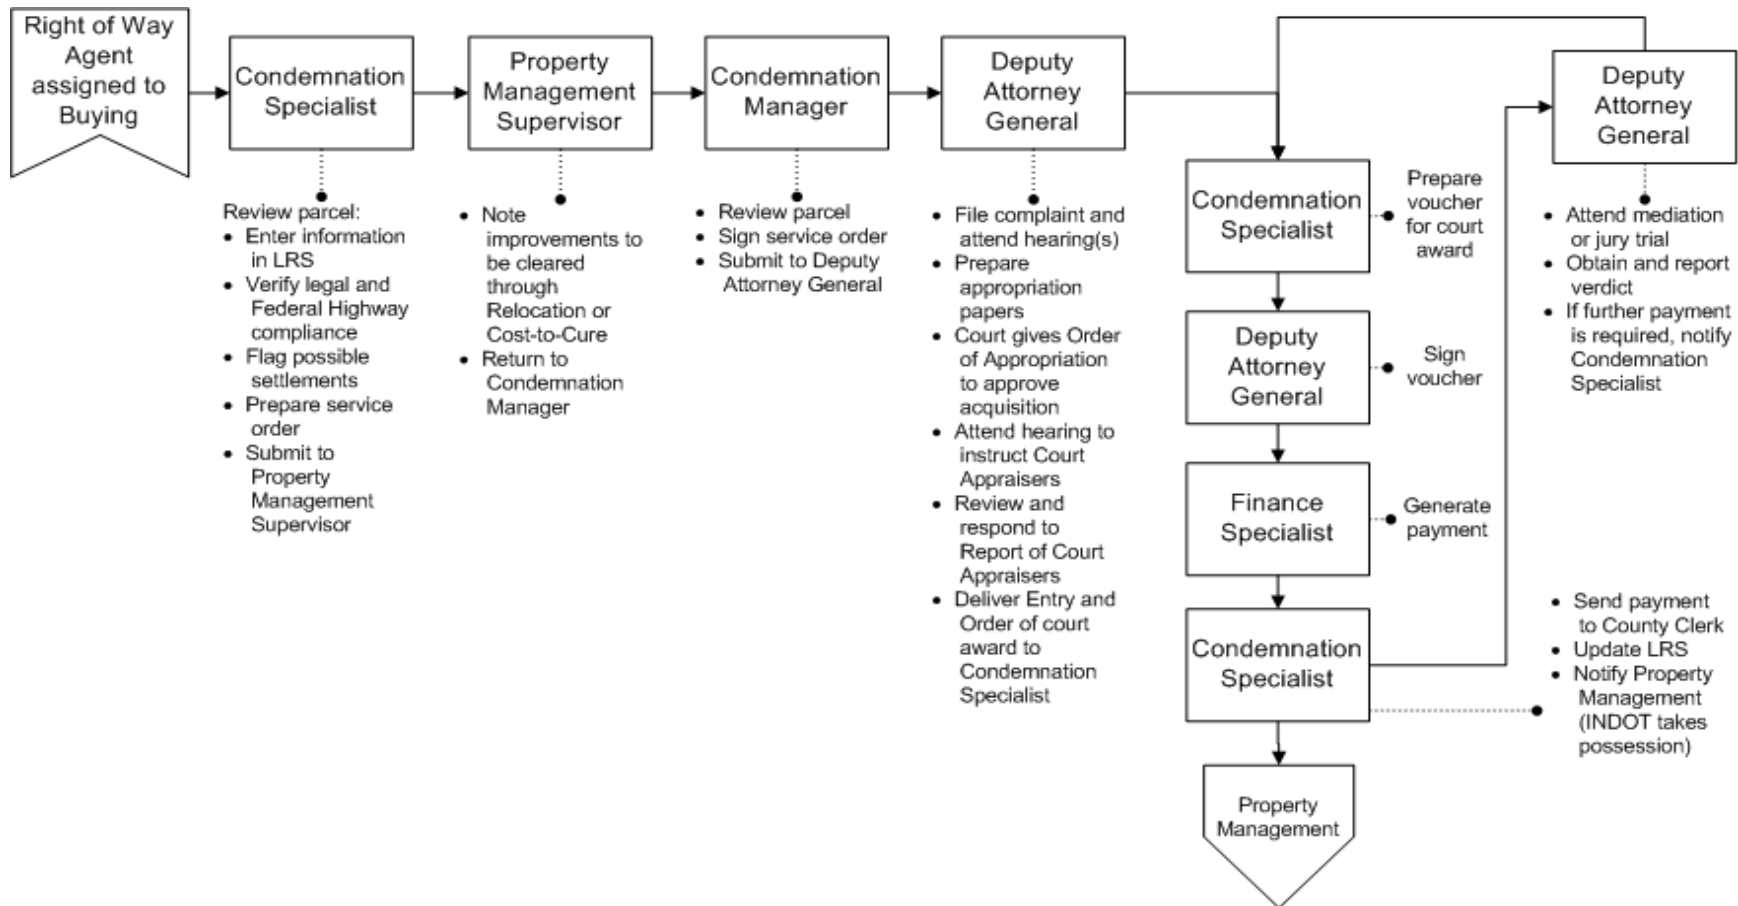 Right of Way
Agent
assigned to
Buying
Condemnation
Specialist
Review parcel:
• Enter information
in LRS
• Verify legal and
Federal Highway
compliance
• Flag possible
settlements
• Prepare service
order
• Submit to
Property
Management
Supervisor
Property
Management
Supervisor
• Note
improvements to
be cleared
through
Relocation or
Cost-to-Cure
• Return to
Condemnation
Manager
Condemnation
Manager
• Review parcel
• Sign service order
• Submit to Deputy
Attorney General
Deputy
Attorney
General
• File complaint and
attend hearing(s)
• Prepare
appropriation
papers
• Court gives Order
of Appropriation
to approve
acquisition
• Attend hearing to
instruct Court
Appraisers
• Review and
respond to
Report of Court
Appraisers
• Deliver Entry and
Order of court
award to
Condemnation
Specialist
Condemnation
Specialist
Prepare
voucher
for court
award
Deputy
Attorney
General
Sign
voucher
Finance
Specialist
Generate
payment
Condemnation
Specialist
• Send payment
to County Clerk
• Update LRS
• Notify Property
Management
(INDOT takes
possession)
Property
Management
Deputy
Attorney
General
• Attend mediation
or jury trial
• Obtain and report
verdict
• If further payment
is required, notify
Condemnation
Specialist